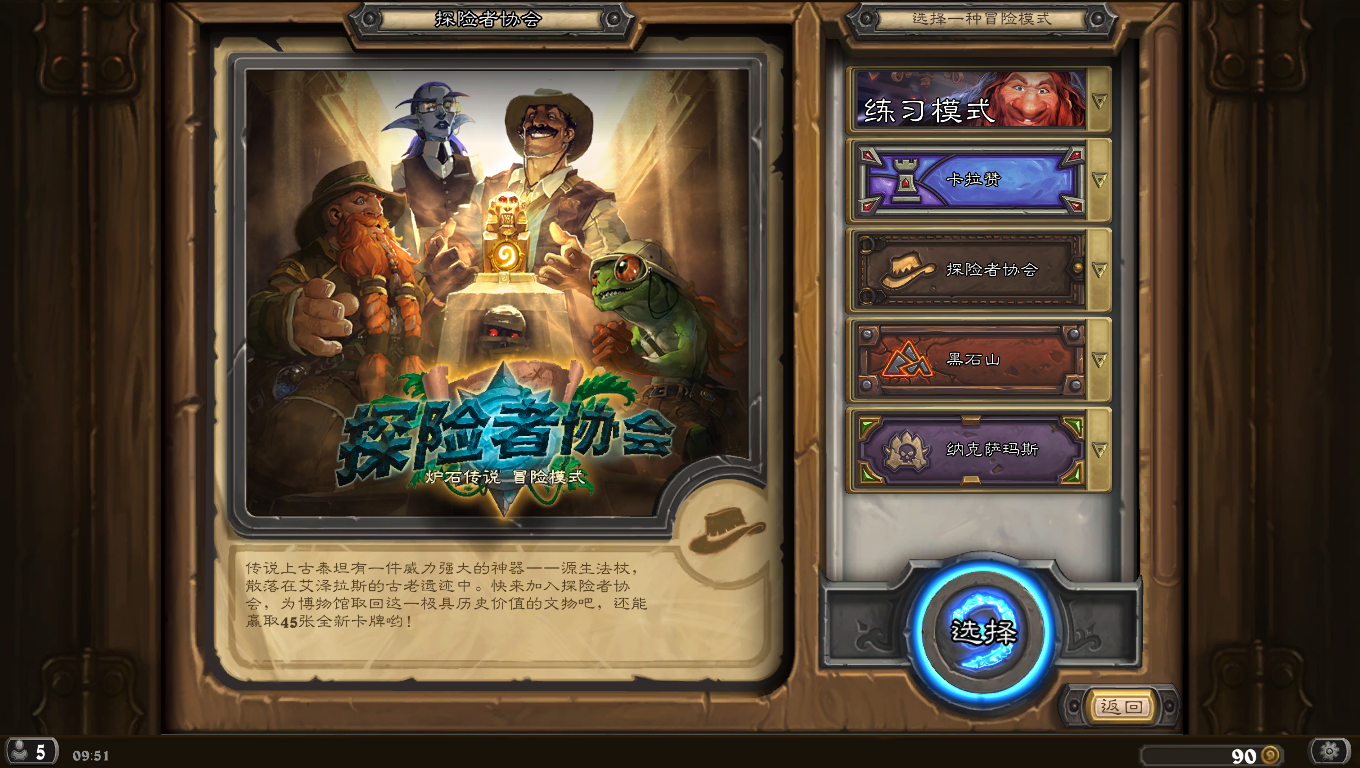 探险者协会
选择一种冒险模式
探险者协会
炉石传说 冒险模式
传说上古泰坦有一件威力强大的神器——源生法杖，
散落在艾泽拉斯的古老遗迹中。快来加入探险者协
会，为博物馆取回这一极具历史价值的文物吧，还能
赢取45张全新卡牌哟！
练习模式
卡拉赞
探险者协会
黑石山
纳克萨玛斯
选择
返回
5
09:51
90